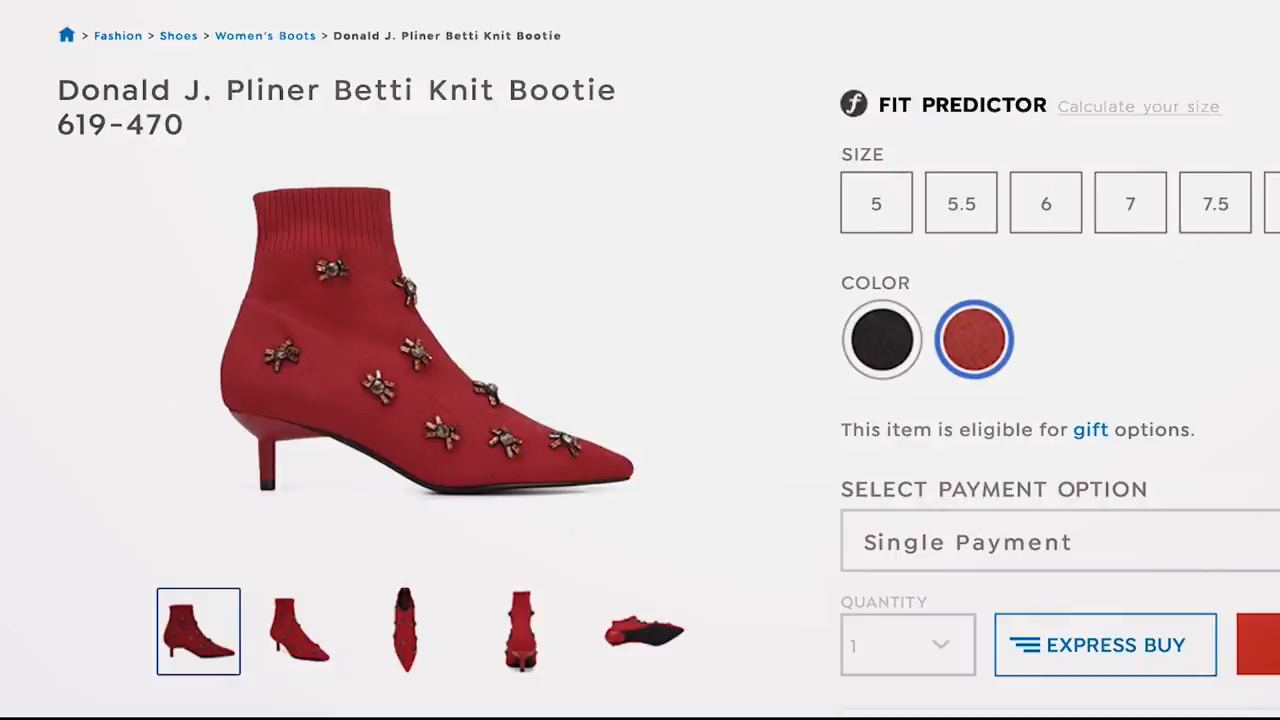 > Fashion > Shoes > Women's Boots > Donald J. Pliner Betti Knit Bootie
Donald J. Pliner Betti Knit Bootie
619-470
f FIT PREDICTOR Calculate your size
SIZE
5 5.5 6 7 7.5
COLOR
This item is eligible for gift options.
SELECT PAYMENT OPTION
Single Payment
QUANTITY
1
EXPRESS BUY